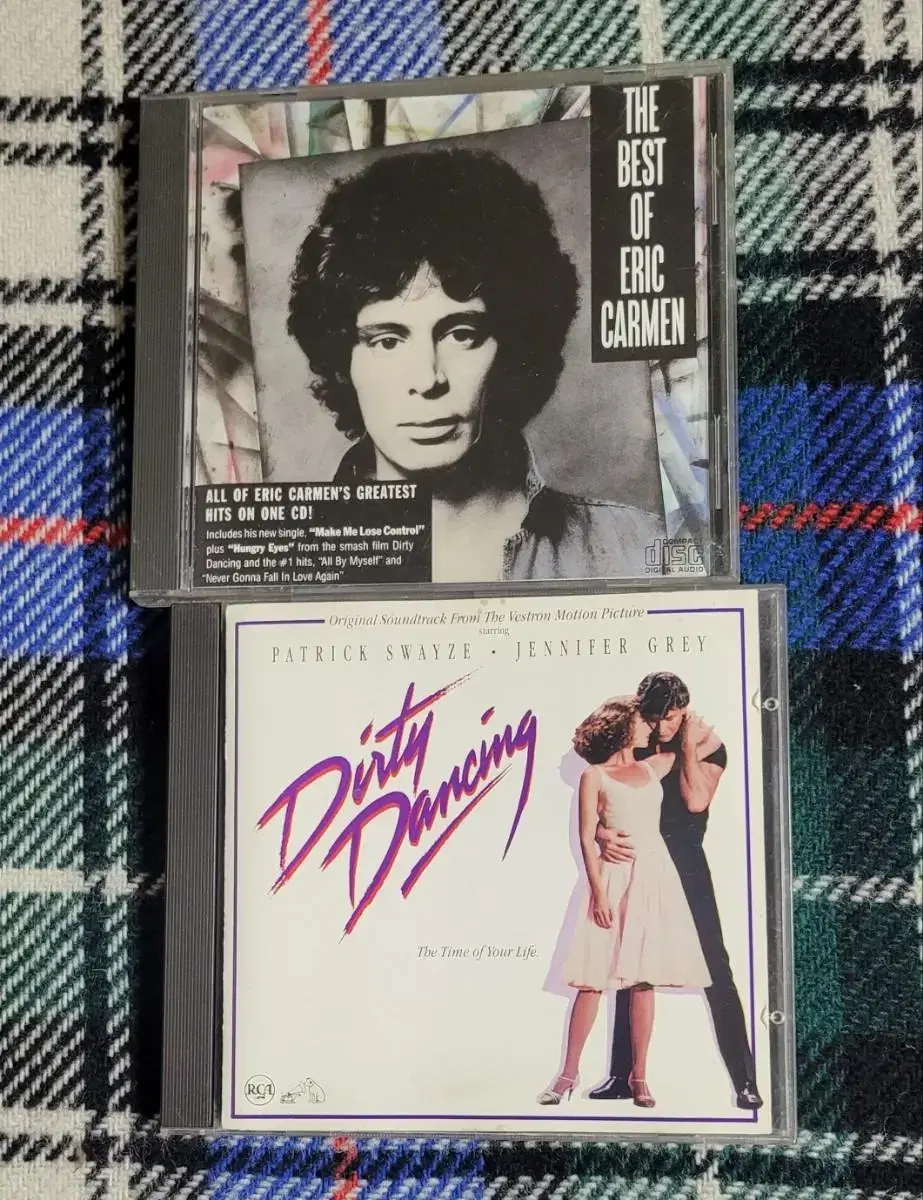 THE
BEST
OF
ERIC
CARMEN
ALL OF ERIC CARMEN'S GREATEST
HITS ON ONE CD!
Includes his new single, "Make Me Lose Control"
plus "Hungry Eyes" from the smash film Dirty
Dancing and the #1 hits, "All By Myself" and
"Never Gonna Fall In Love Again"
COMPACT
disc
DIGITAL AUDIO
Original Soundtrack From The Vestron Motion Picture
starring
PATRICK SWAYZE • JENNIFER GREY
Dirty
Dancing
The Time of Your Life.
RCA